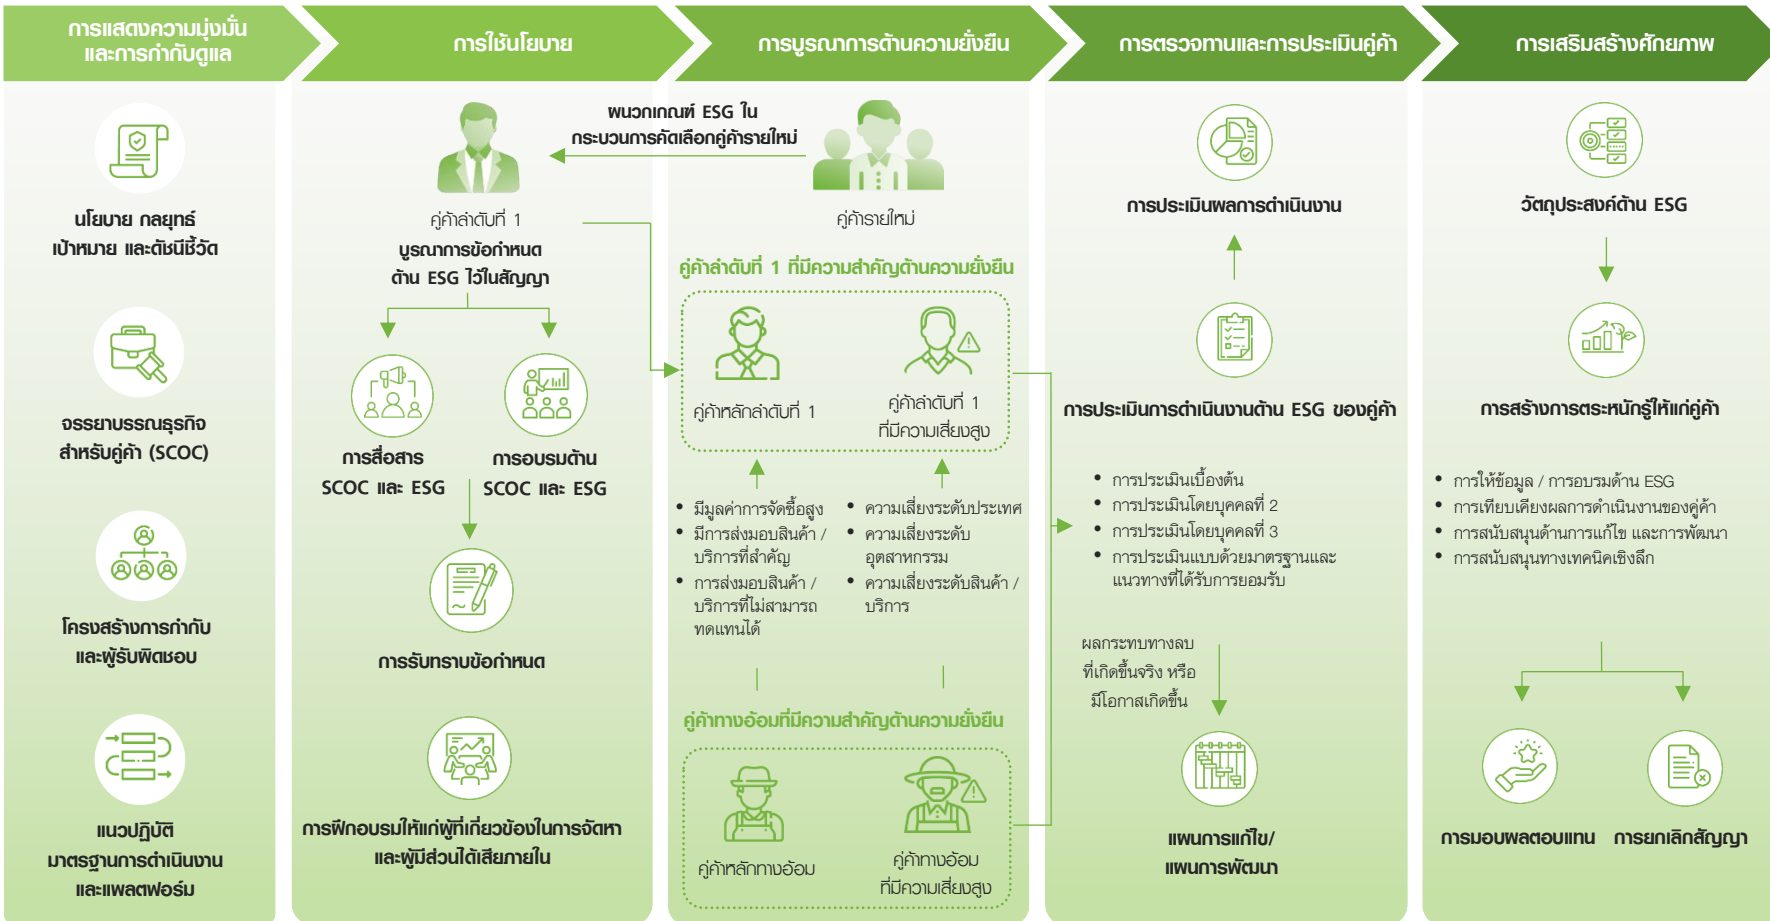 การแสดงความมุ่งมั่น
และการกำกับดูแล
การใช้นโยบาย
การบูรณาการด้านความยั่งยืน
การตรวจทานและการประเมินคู่ค้า
การเสริมสร้างศักยภาพ
นโยบาย กลยุทธ์
เป้าหมาย และดัชนีชี้วัด
จรรยาบรรณธุรกิจ
สำหรับคู่ค้า (SCOC)
โครงสร้างการกำกับ
และผู้รับผิดชอบ
แนวปฏิบัติ
มาตรฐานการดำเนินงาน
และแพลตฟอร์ม
คู่ค้าลำดับที่ 1
บูรณาการข้อกำหนด
ด้าน ESG ไว้ในสัญญา
การสื่อสาร
SCOC และ ESG
การอบรมด้าน
SCOC และ ESG
การรับทราบข้อกำหนด
การฝึกอบรมให้แก่ผู้ที่เกี่ยวข้องในการจัดหา
และผู้มีส่วนได้เสียภายใน
ผนวกเกณฑ์ ESG ใน
กระบวนการคัดเลือกคู่ค้ารายใหม่
คู่ค้ารายใหม่
คู่ค้าลำดับที่ 1 ที่มีความสำคัญด้านความยั่งยืน
คู่ค้าหลักลำดับที่ 1
คู่ค้าลำดับที่ 1
ที่มีความเสี่ยงสูง
• มีมูลค่าการจัดซื้อสูง
• มีการส่งมอบสินค้า /
บริการที่สำคัญ
• การส่งมอบสินค้า /
บริการที่ไม่สามารถ
ทดแทนได้
• ความเสี่ยงระดับประเทศ
• ความเสี่ยงระดับ
อุตสาหกรรม
• ความเสี่ยงระดับสินค้า /
บริการ
คู่ค้าทางอ้อมที่มีความสำคัญด้านความยั่งยืน
คู่ค้าหลักทางอ้อม
คู่ค้าทางอ้อม
ที่มีความเสี่ยงสูง
การประเมินผลการดำเนินงาน
การประเมินการดำเนินงานด้าน ESG ของคู่ค้า
• การประเมินเบื้องต้น
• การประเมินโดยบุคคลที่ 2
• การประเมินโดยบุคคลที่ 3
• การประเมินแบบด้วยมาตรฐานและ
แนวทางที่ได้รับการยอมรับ
ผลกระทบทางลบ
ที่เกิดขึ้นจริง หรือ
มีโอกาสเกิดขึ้น
แผนการแก้ไข/
แผนการพัฒนา
วัตถุประสงค์ด้าน ESG
การสร้างการตระหนักรู้ให้แก่คู่ค้า
• การให้ข้อมูล / การอบรมด้าน ESG
• การเทียบเคียงผลการดำเนินงานของคู่ค้า
• การสนับสนุนด้านการแก้ไข และการพัฒนา
• การสนับสนุนทางเทคนิคเชิงลึก
การมอบผลตอบแทน
การยกเลิกสัญญา